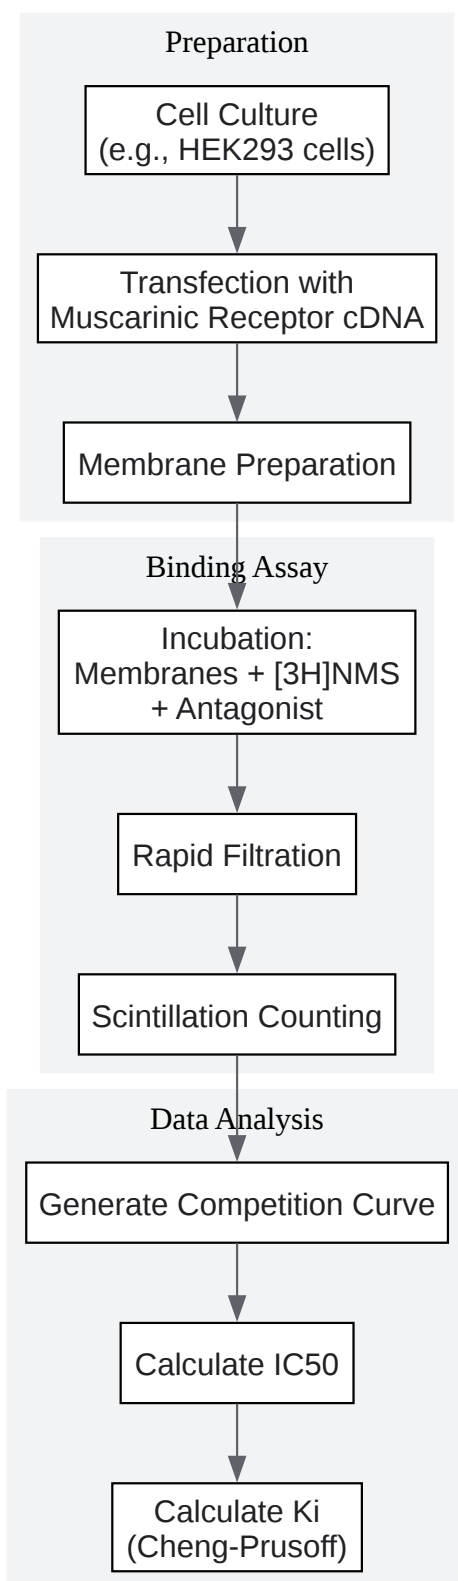 Preparation
Cell Culture
(e.g., HEK293 cells)
Transfection with
Muscarinic Receptor cDNA
Membrane Preparation
Binding Assay
Incubation:
Membranes + [3H]NMS
+ Antagonist
Rapid Filtration
Scintillation Counting
Data Analysis
Generate Competition Curve
Calculate IC50
Calculate Ki
(Cheng-Prusoff)